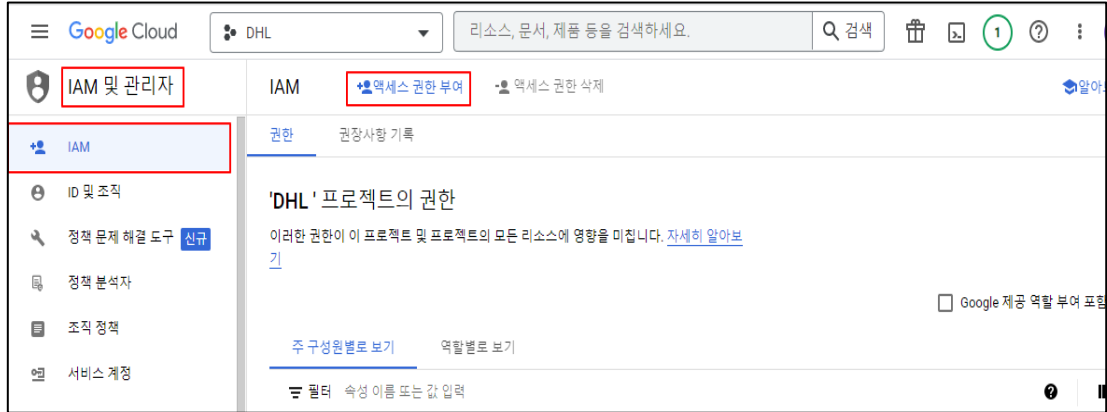 Google Cloud DHL 리소스, 문서, 제품 등을 검색하세요. 검색 1
IAM 및 관리자
IAM 액세스 권한 부여 액세스 권한 삭제
IAM
ID 및 조직
정책 문제 해결 도구 신규
정책 분석자
조직 정책
서비스 계정
권한 권장사항 기록
'DHL ' 프로젝트의 권한
이러한 권한이 이 프로젝트 및 프로젝트의 모든 리소스에 영향을 미칩니다. 자세히 알아보
기
Google 제공 역할 부여 포함
주 구성원별로 보기 역할별로 보기
필터 속성 이름 또는 값 입력